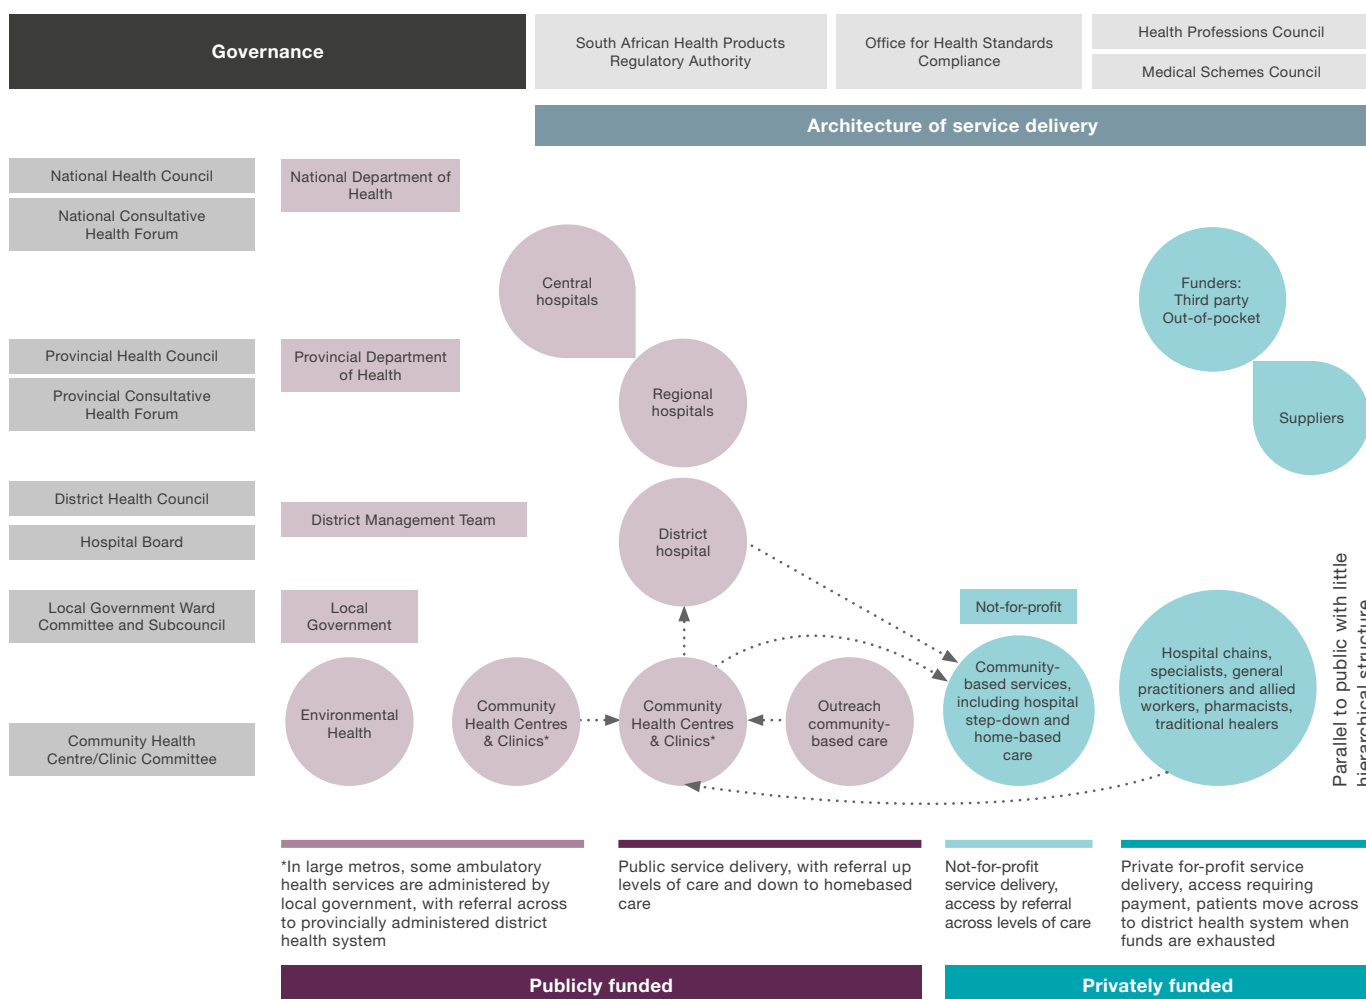 Governance
South African Health Products
Regulatory Authority
Office for Health Standards
Compliance
Health Professions Council
Medical Schemes Council
Architecture of service delivery
National Health Council
National Consultative
Health Forum
National Department of
Health
Central
hospitals
Funders:
Third party
Out-of-pocket
Provincial Health Council
Provincial Consultative
Health Forum
Provincial Department
of Health
Regional
hospitals
Suppliers
District Health Council
Hospital Board
District Management Team
District
hospital
Local Government Ward
Committee and Subcouncil
Local
Government
Not-for-profit
Community Health
Centre/Clinic Committee
Environmental
Health
Community
Health Centres
& Clinics*
Community
Health Centres
& Clinics*
Outreach
community-
based care
Community-
based services,
including hospital
step-down and
home-based
care
Hospital chains,
specialists, general
practitioners and allied
workers, pharmacists,
traditional healers
Parallel to public with little
hierarchical structure
*In large metros, some ambulatory
health services are administered by
local government, with referral across
to provincially administered district
health system
Public service delivery, with referral up
levels of care and down to homebased
care
Not-for-profit
service delivery,
access by referral
across levels of care
Private for-profit service
delivery, access requiring
payment, patients move across
to district health system when
funds are exhausted
Publicly funded
Privately funded